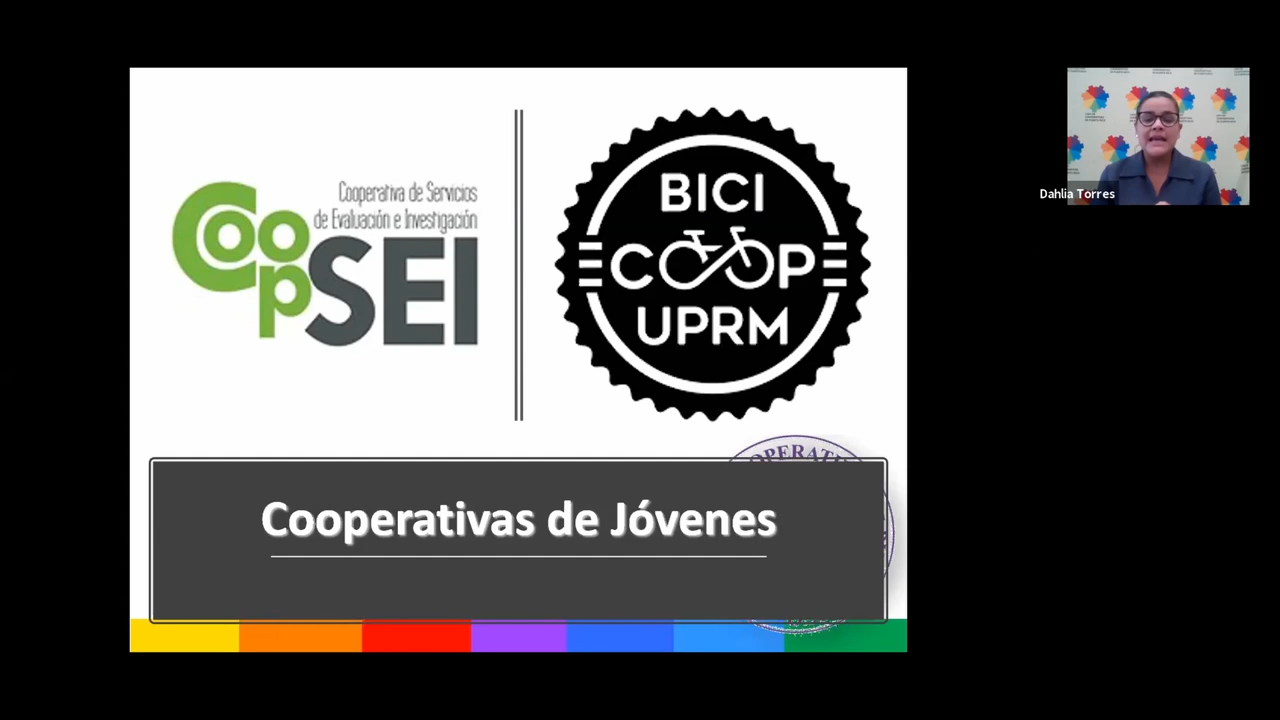 Cooperativa de Servicios
de Evaluación e Investigación
CoopSEI
BICI
COOP
UPRM
Cooperativas de Jóvenes
Dahlia Torres